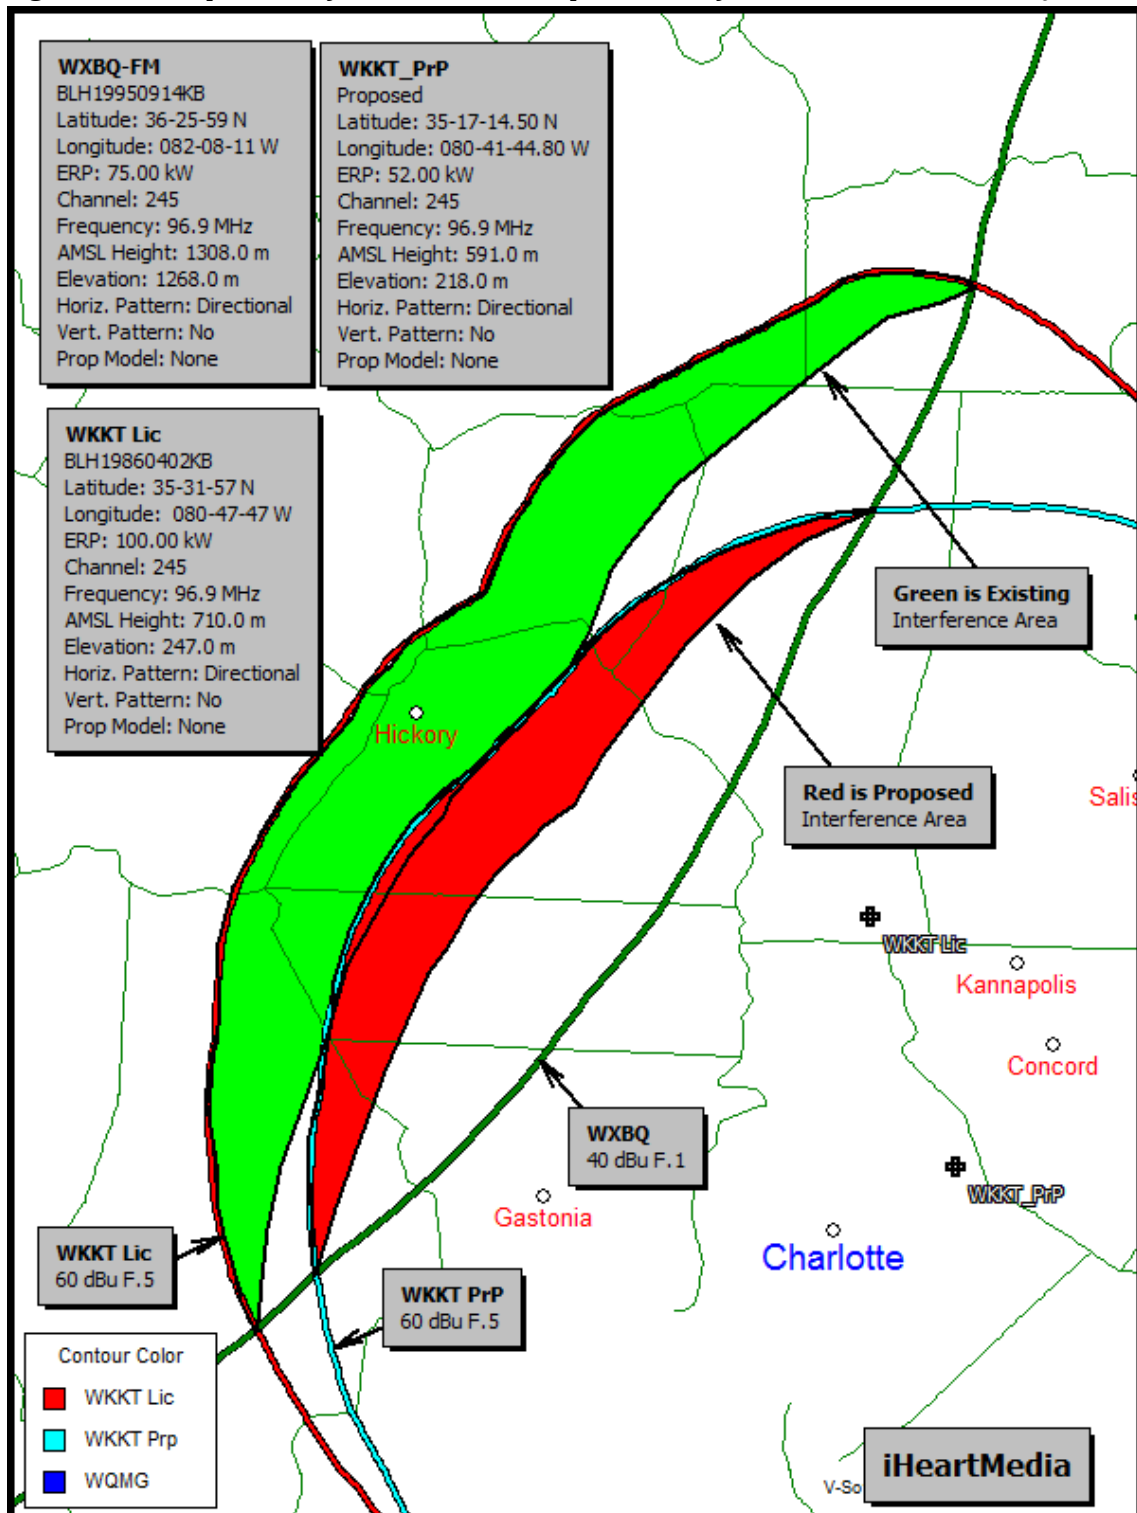 WXBQ-FM
BLH19950914KB
Latitude: 36-25-59 N
Longitude: 082-08-11 W
ERP: 75.00 kW
Channel: 245
Frequency: 96.9 MHz
AMSL Height: 1308.0 m
Elevation: 1268.0 m
Horiz. Pattern: Directional
Vert. Pattern: No
Prop Model: None
WKKT_PrP
Proposed
Latitude: 35-17-14.50 N
Longitude: 080-41-44.80 W
ERP: 52.00 kW
Channel: 245
Frequency: 96.9 MHz
AMSL Height: 591.0 m
Elevation: 218.0 m
Horiz. Pattern: Directional
Vert. Pattern: No
Prop Model: None
WKKT Lic
BLH19860402KB
Latitude: 35-31-57 N
Longitude: 080-47-47 W
ERP: 100.00 kW
Channel: 245
Frequency: 96.9 MHz
AMSL Height: 710.0 m
Elevation: 247.0 m
Horiz. Pattern: Directional
Vert. Pattern: No
Prop Model: None
Green is Existing
Interference Area
Hickory
Red is Proposed
Interference Area
Salis
WKKT Lic
Kannapolis
Concord
WXBQ
40 dBu F.1
WKKT_PrP
Gastonia
Charlotte
WKKT Lic
60 dBu F.5
WKKT PrP
60 dBu F.5
Contour Color
WKKT Lic
WKKT Prp
WQMG
iHeartMedia
V-So